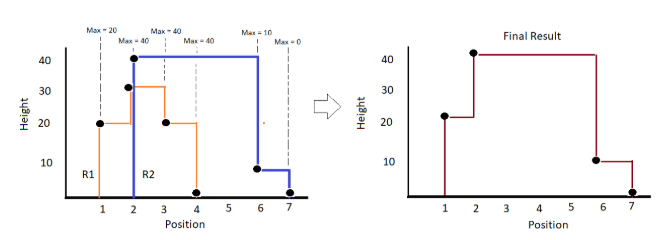 Max = 20
Max = 40
Max = 40
Max = 40
Max = 10
Max = 0
Height
40
30
20
10
R1
R2
1 2 3 4 5 6 7
Position
Final Result
Height
40
30
20
10
1 2 3 4 5 6 7
Position